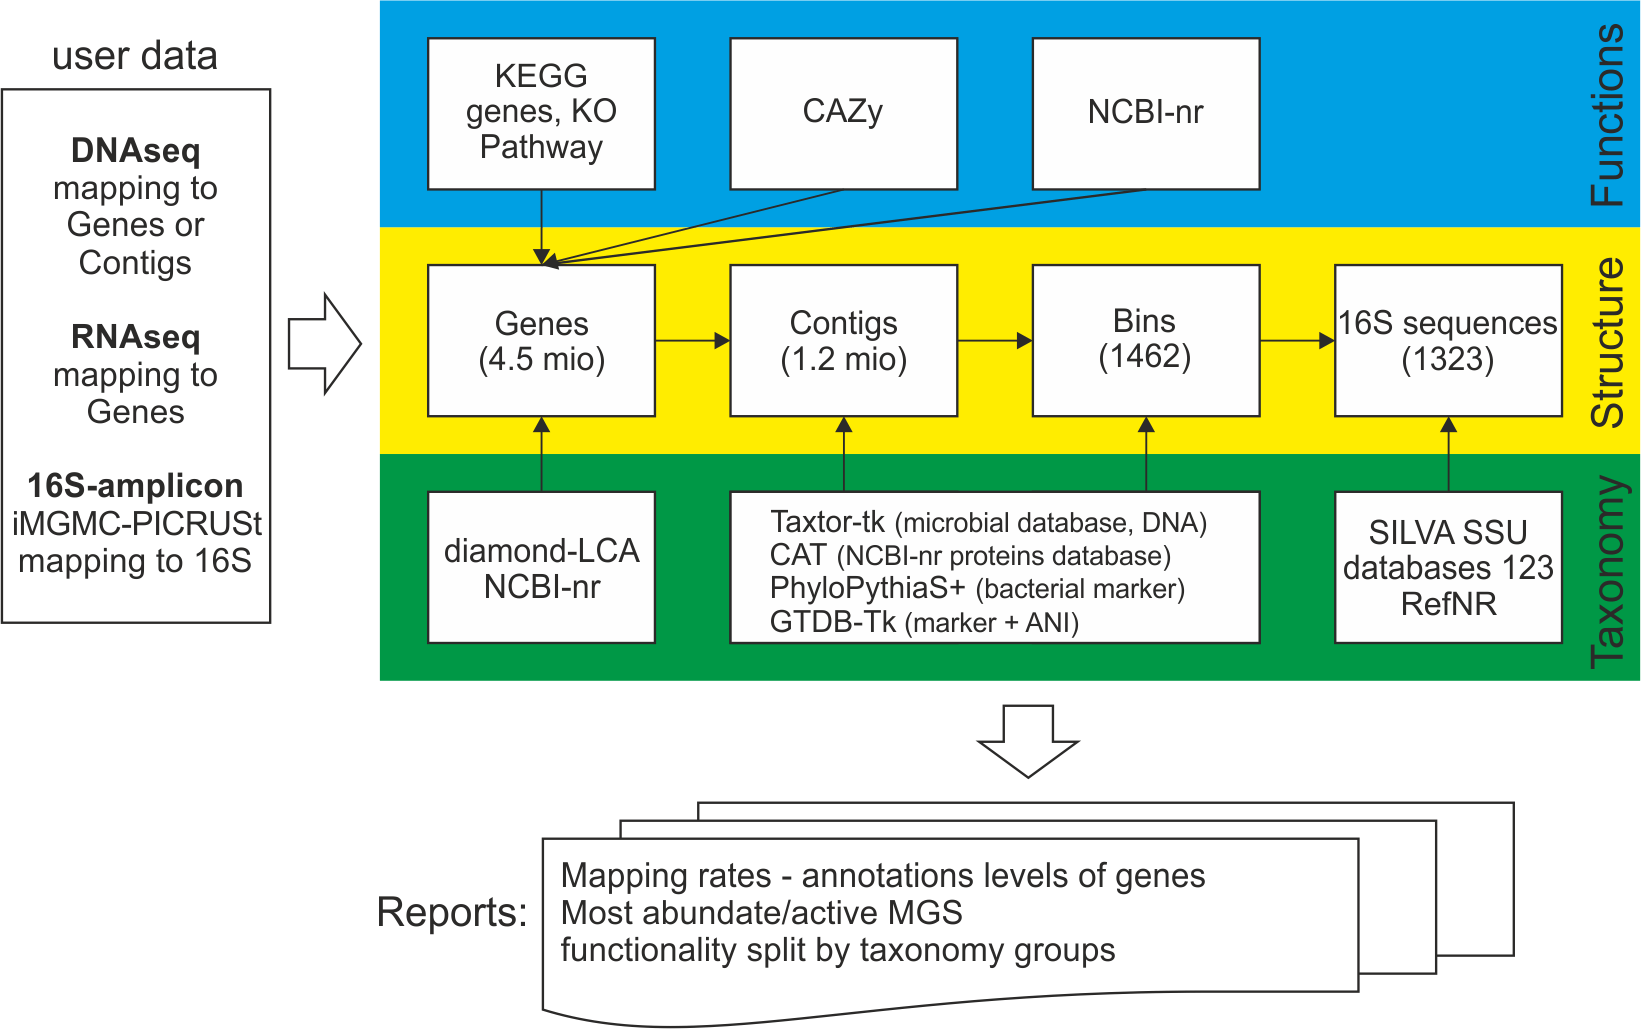 user data
DNAseq
mapping to
Genes or
Contigs
RNAseq
mapping to
Genes
16S-amplicon
iMGMC-PICRUSt
mapping to 16S
KEGG
genes, KO
Pathway
CAZy
NCBI-nr
Functions
Genes
(4.5 mio)
Contigs
(1.2 mio)
Bins
(1462)
16S sequences
(1323)
Structure
diamond-LCA
NCBI-nr
Taxtor-tk (microbial database, DNA)
CAT (NCBI-nr proteins database)
PhyloPythiaS+ (bacterial marker)
GTDB-Tk (marker + ANI)
SILVA SSU
databases 123
RefNR
Taxonomy
Reports:
Mapping rates - annotations levels of genes
Most abundate/active MGS
functionality split by taxonomy groups